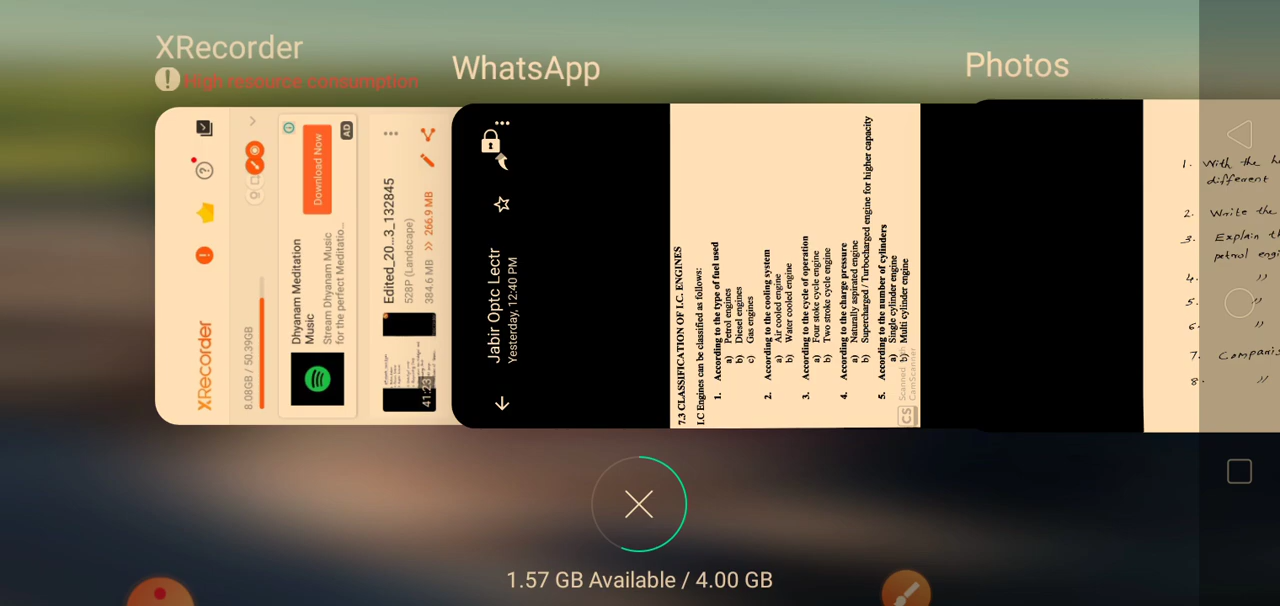 XRecorder
High resource consumption
XRecorder
8.08GB / 50.39GB
Dhyanam Meditation
Music
Stream Dhyanam Music
for the perfect Meditatio...
Download Now
AD
Edited_20...3_132845
528P (Landscape)
384.6 MB >> 266.9 MB
41:23
WhatsApp
Jabir Optc Lectr
Yesterday, 12:40 PM
7.3 CLASSIFICATION OF I.C. ENGINES
I.C Engines can be classified as follows:
1. According to the type of fuel used
a) Petrol engines
b) Diesel engines
c) Gas engines
2. According to the cooling system
a) Air cooled engine
b) Water cooled engine
3. According to the cycle of operation
a) Four stoke cycle engine
b) Two stroke cycle engine
4. According to the charge pressure
a) Naturally aspirated engine
b) Supercharged / Turbocharged engine for higher capacity
5. According to the number of cylinders
a) Single cylinder engine
b) Multi cylinder engine
CS
Scanned
CamScanner
Photos
1. With the
different
2. Write the
3. Explain
petrol
4. "
5. "
6. "
7.
8. "
1.57 GB Available / 4.00 GB